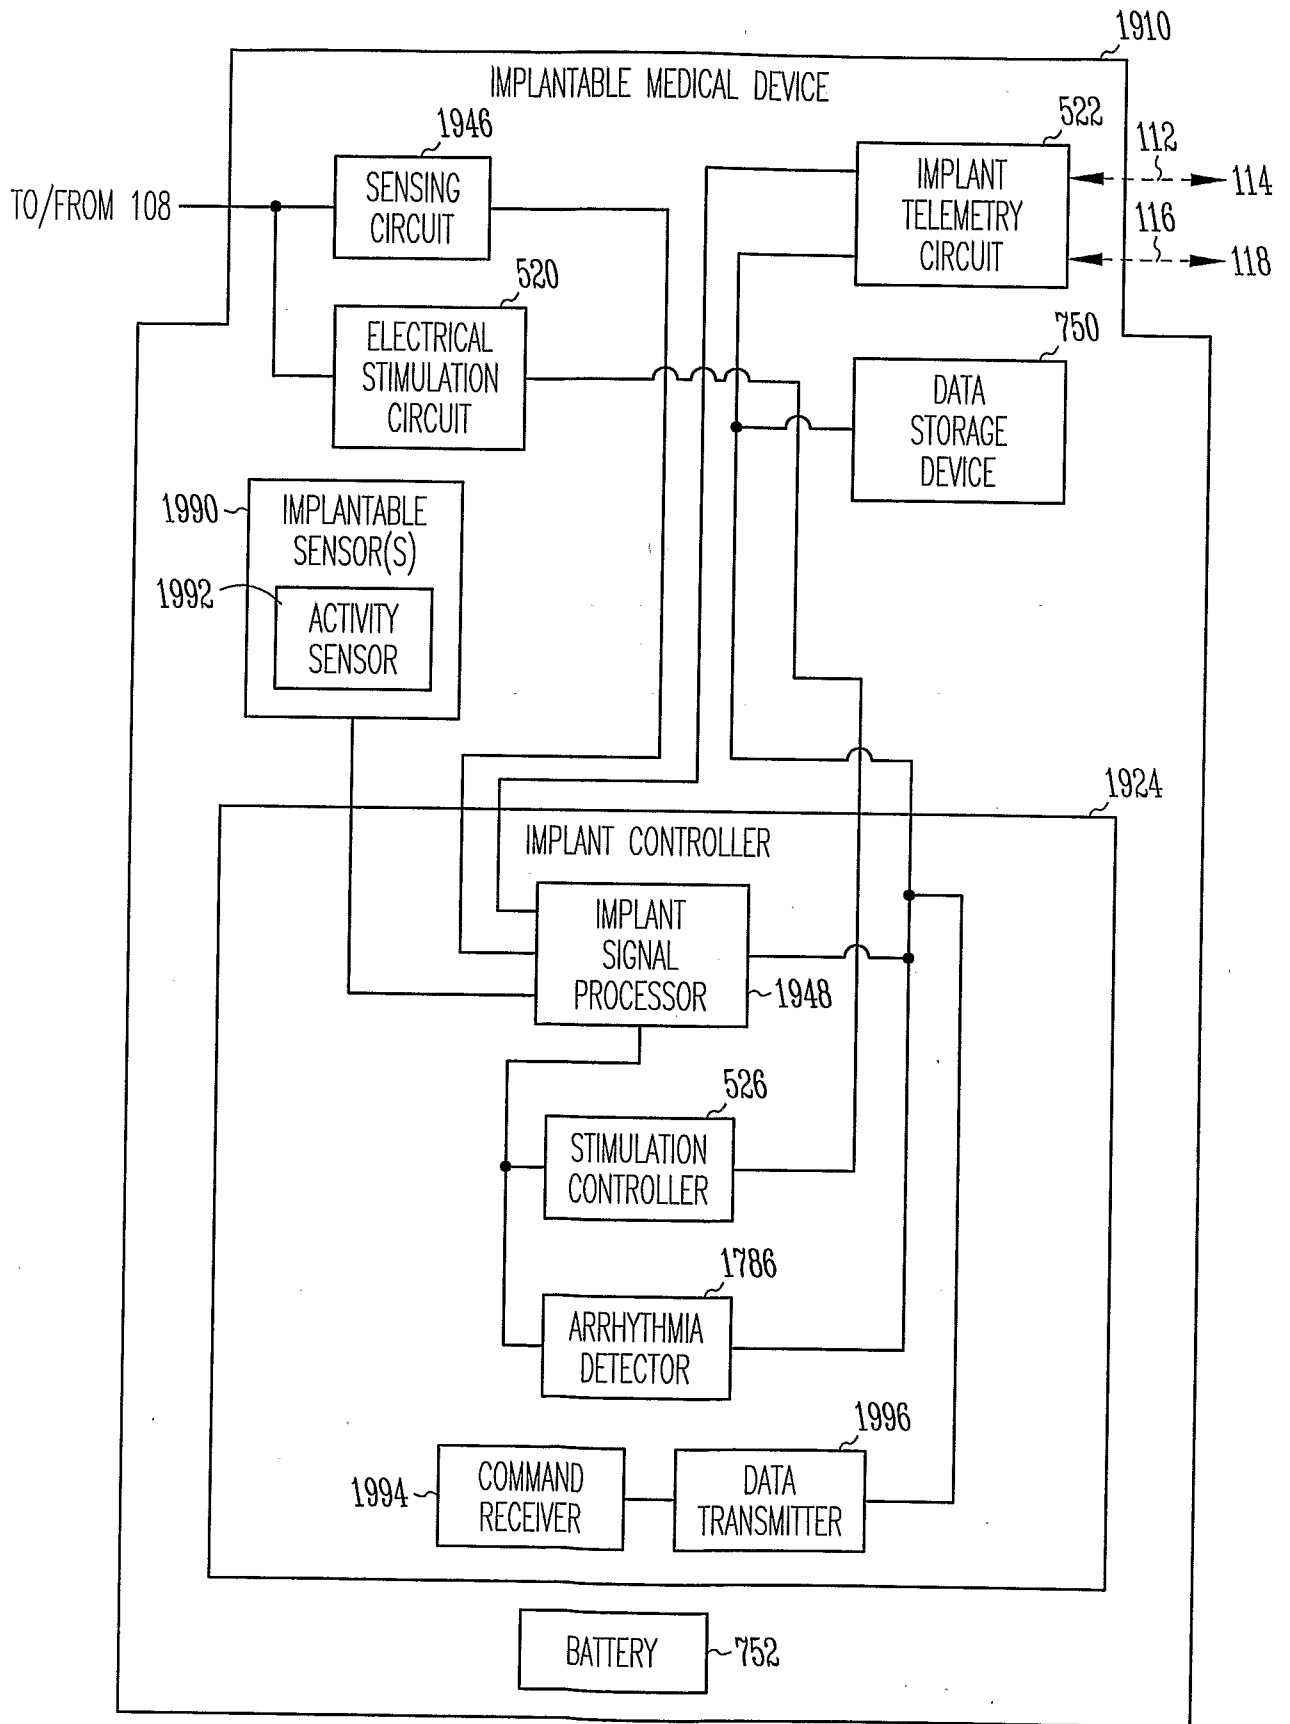 1910
IMPLANTABLE MEDICAL DEVICE
1946
SENSING
CIRCUIT
TO/FROM 108
522
IMPLANT
TELEMETRY
CIRCUIT
112
114
116
118
520
ELECTRICAL
STIMULATION
CIRCUIT
750
DATA
STORAGE
DEVICE
1990
IMPLANTABLE
SENSOR(S)
1992
ACTIVITY
SENSOR
1924
IMPLANT CONTROLLER
IMPLANT
SIGNAL
PROCESSOR
1948
526
STIMULATION
CONTROLLER
1786
ARRHYTHMIA
DETECTOR
1994
COMMAND
RECEIVER
1996
DATA
TRANSMITTER
BATTERY
752